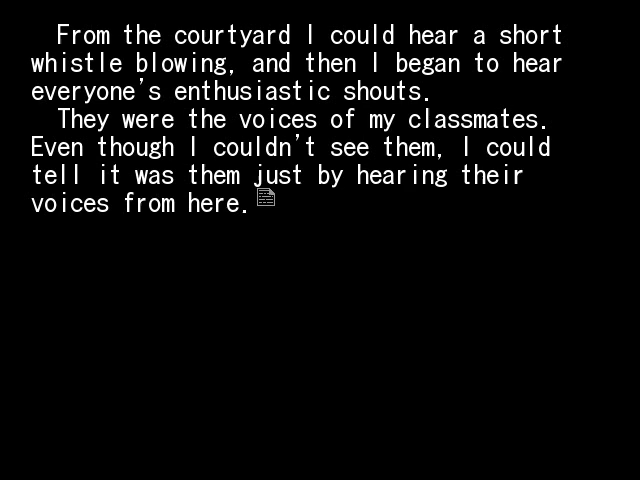 From the courtyard I could hear a short
whistle blowing, and then I began to hear
everyone's enthusiastic shouts.
They were the voices of my classmates.
Even though I couldn't see them, I could
tell it was them just by hearing their
voices from here.